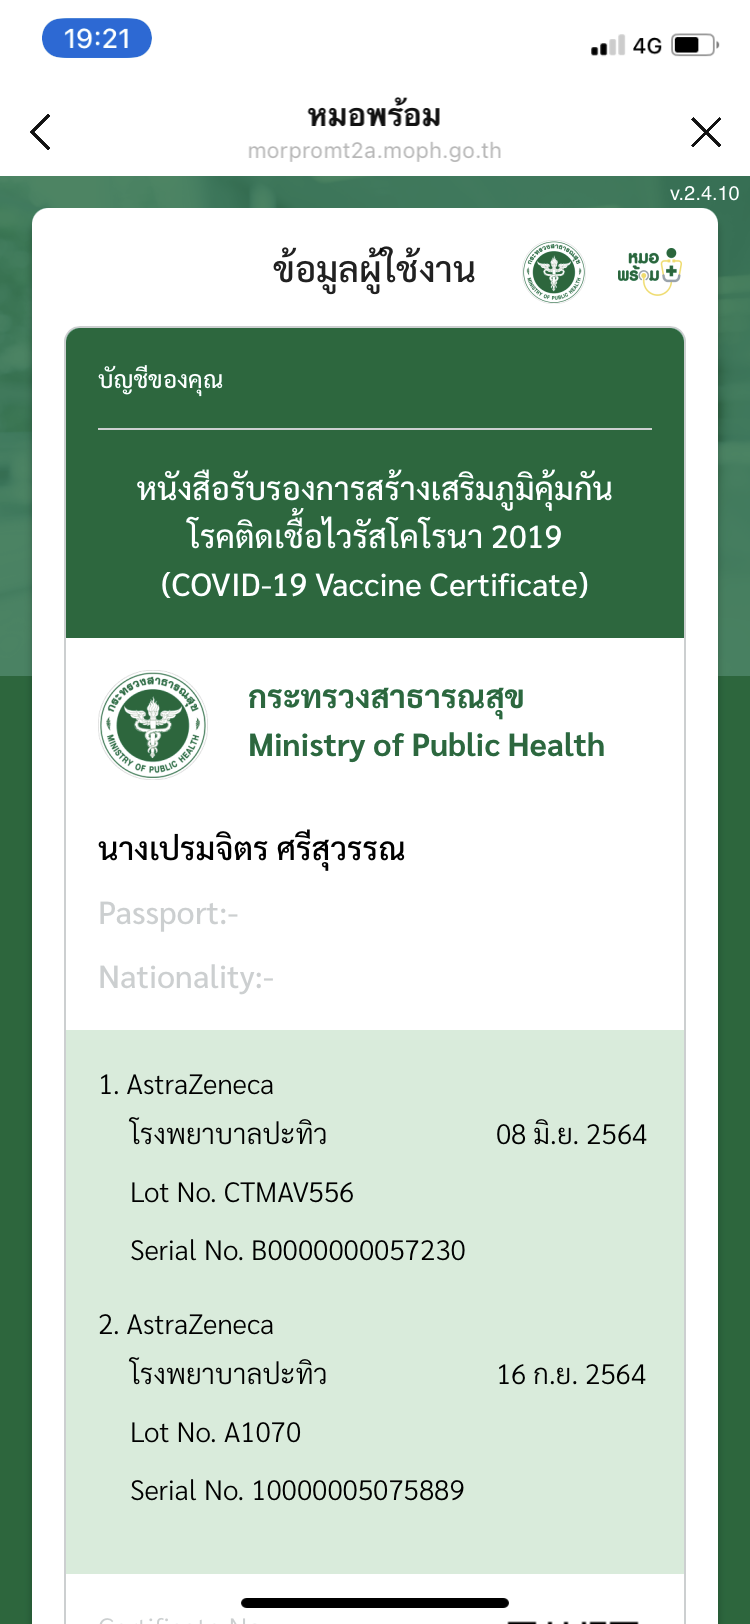 19:21
4G
หมอพร้อม
morpromt2a.moph.go.th
v.2.4.10
ข้อมูลผู้ใช้งาน
กระทรวงสาธารณสุข
MINISTRY OF PUBLIC HEALTH
หมอ
พร้อม
บัญชีของคุณ
หนังสือรับรองการสร้างเสริมภูมิคุ้มกัน
โรคติดเชื้อไวรัสโคโรนา 2019
(COVID-19 Vaccine Certificate)
กระทรวงสาธารณสุข
MINISTRY OF PUBLIC HEALTH
กระทรวงสาธารณสุข
Ministry of Public Health
นางเปรมจิตร ศรีสุวรรณ
Passport:-
Nationality:-
1. AstraZeneca
โรงพยาบาลปะทิว 08 มิ.ย. 2564
Lot No. CTMAV556
Serial No. B0000000057230
2. AstraZeneca
โรงพยาบาลปะทิว 16 ก.ย. 2564
Lot No. A1070
Serial No. 10000005075889